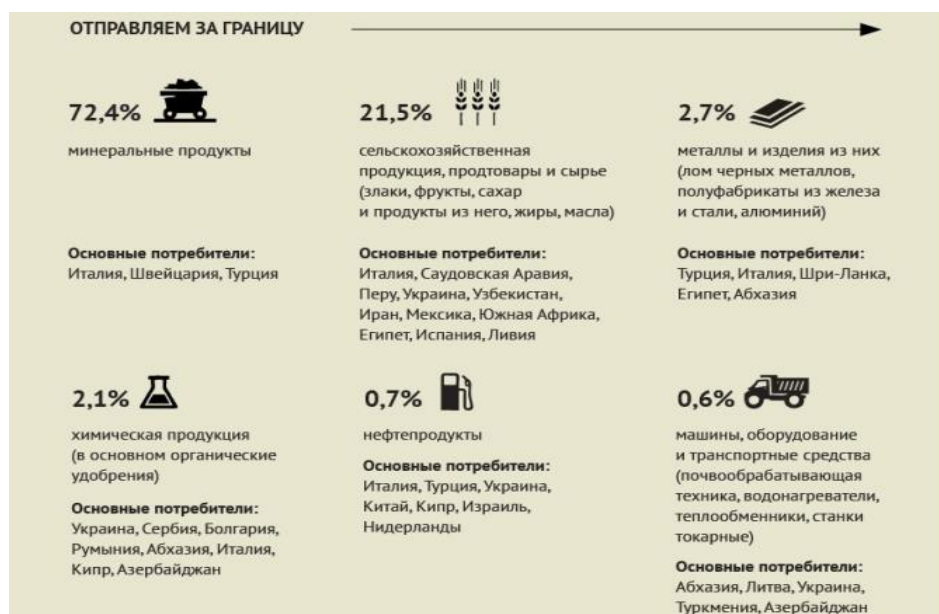 ОТПРАВЛЯЕМ ЗА ГРАНИЦУ
72,4%
минеральные продукты
Основные потребители:
Италия, Швейцария, Турция
21,5%
сельскохозяйственная
продукция, продтовары и сырье
(злаки, фрукты, сахар
и продукты из него, жиры, масла)
Основные потребители:
Италия, Саудовская Аравия,
Перу, Украина, Узбекистан,
Иран, Мексика, Южная Африка,
Египет, Испания, Ливия
2,7%
металлы и изделия из них
(лом черных металлов,
полуфабрикаты из железа
и стали, алюминий)
Основные потребители:
Турция, Италия, Шри-Ланка,
Египет, Абхазия
2,1%
химическая продукция
(в основном органические
удобрения)
Основные потребители:
Украина, Сербия, Болгария,
Румыния, Абхазия, Италия,
Кипр, Азербайджан
0,7%
нефтепродукты
Основные потребители:
Италия, Турция, Украина,
Китай, Кипр, Израиль,
Нидерланды
0,6%
машины, оборудование
и транспортные средства
(почвообрабатывающая
техника, водонагреватели,
теплообменники, станки
токарные)
Основные потребители:
Абхазия, Литва, Украина,
Туркмения, Азербайджан